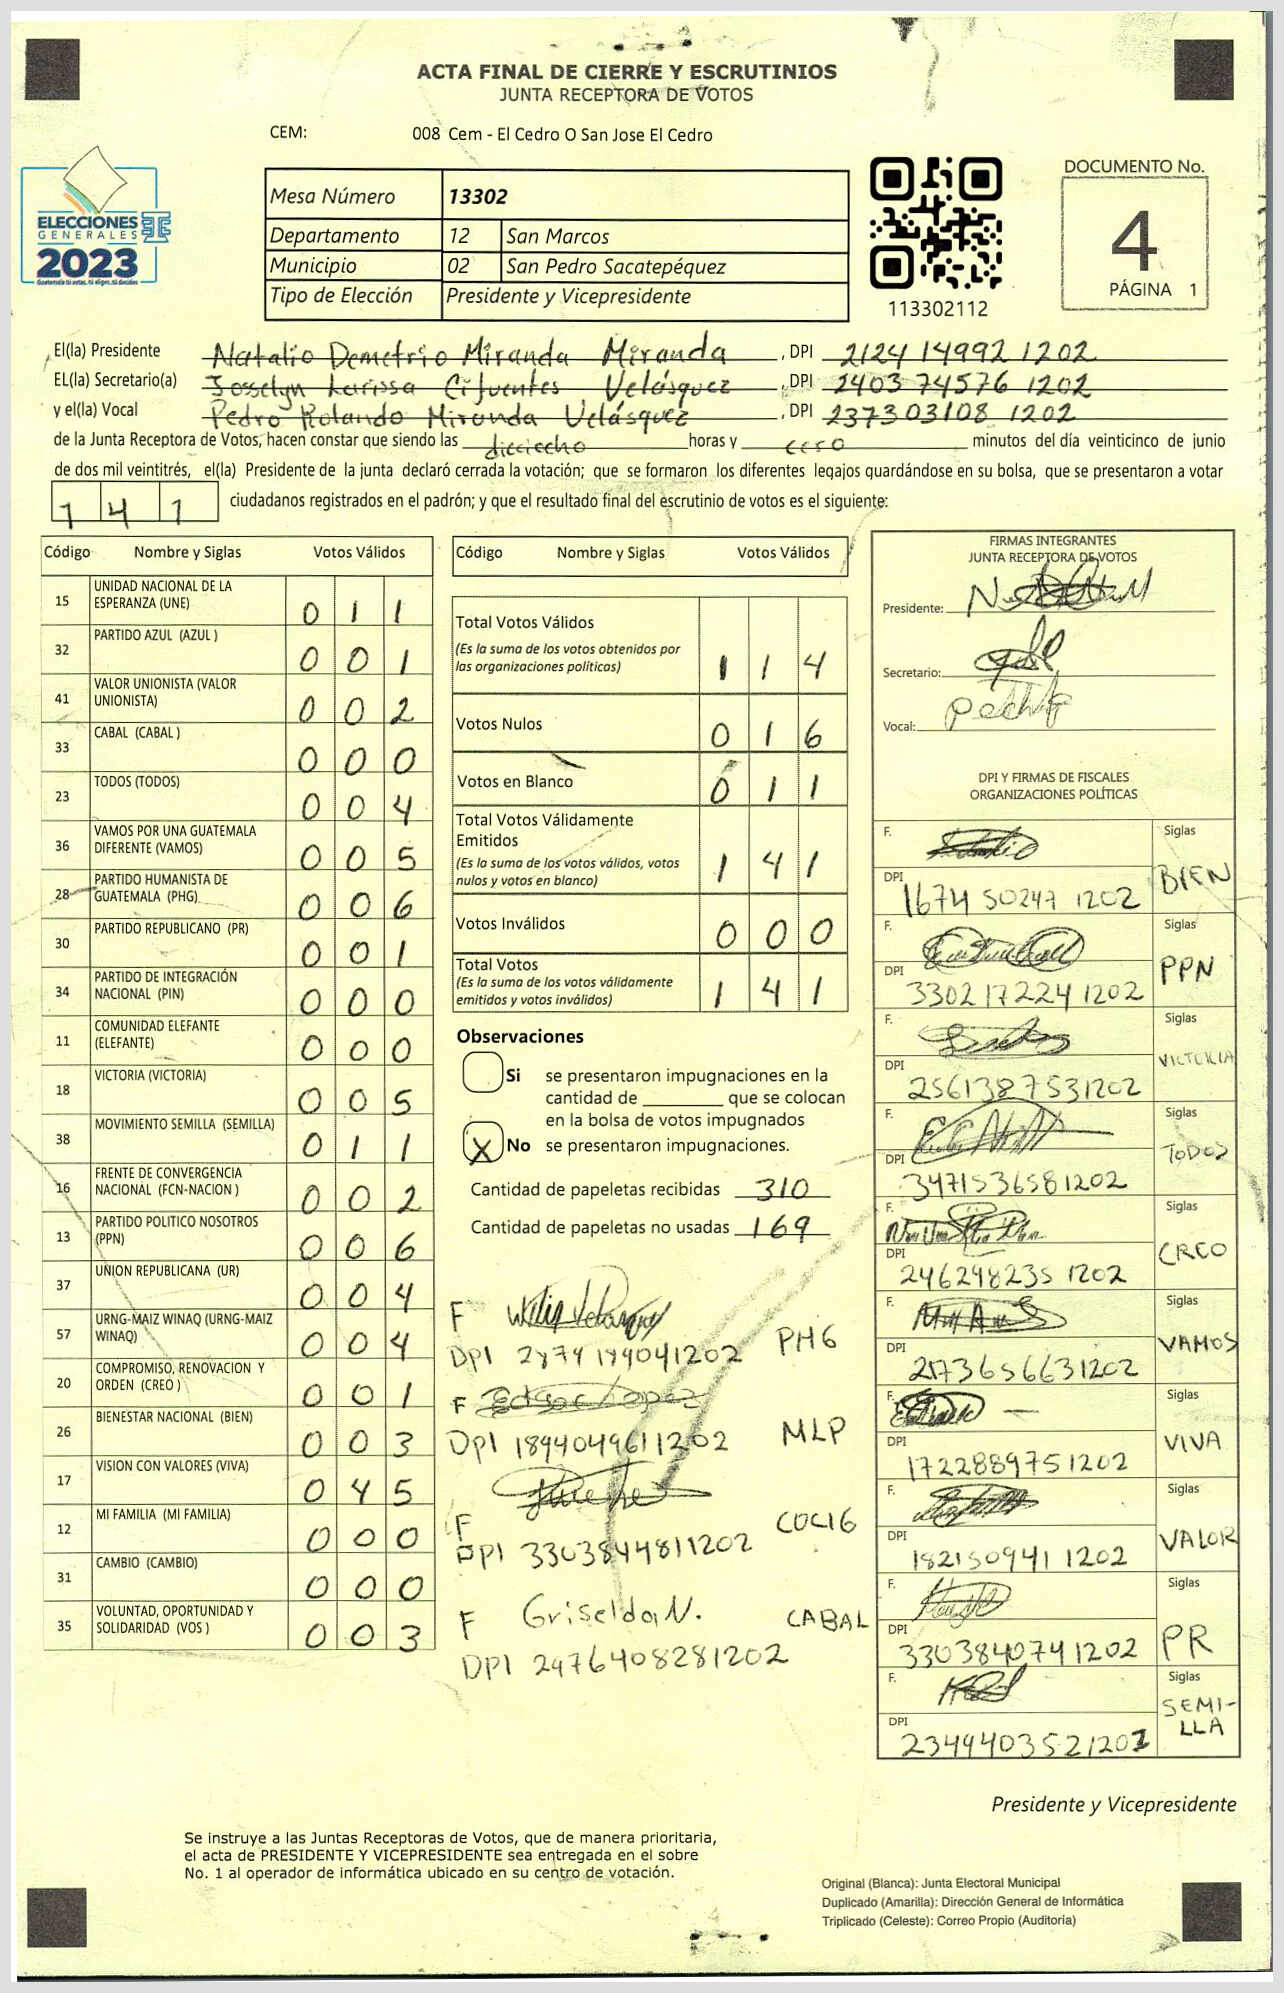 ACTA FINAL DE CIERRE Y ESCRUTINIOS
JUNTA RECEPTORA DE VOTOS
CEM: 008 Cem - El Cedro O San Jose El Cedro
ELECCIONES
GENERALES
2023
Guatemala tú votas, tú eliges, tú decides
Mesa Número 13302
Departamento 12 San Marcos
Municipio 02 San Pedro Sacatepéquez
Tipo de Elección Presidente y Vicepresidente
113302112
DOCUMENTO No.
4
PÁGINA 1
El(la) Presidente Natalio Demetrio Miranda Miranda , DPI 2124 14992 1202
EL(la) Secretario(a) Josselyn Larissa Cifuentes Velásquez , DPI 2403 74576 1202
y el(la) Vocal Pedro Rolando Miranda Velásquez , DPI 2373 03108 1202
de la Junta Receptora de Votos, hacen constar que siendo las dieciocho horas y cero minutos del día veinticinco de junio
de dos mil veintitrés, el(la) Presidente de la junta declaró cerrada la votación; que se formaron los diferentes legajos guardándose en su bolsa, que se presentaron a votar
1 4 1 ciudadanos registrados en el padrón; y que el resultado final del escrutinio de votos es el siguiente:
Código Nombre y Siglas Votos Válidos
15 UNIDAD NACIONAL DE LA ESPERANZA (UNE) 0 1 1
32 PARTIDO AZUL (AZUL ) 0 0 1
41 VALOR UNIONISTA (VALOR UNIONISTA) 0 0 2
33 CABAL (CABAL ) 0 0 0
23 TODOS (TODOS) 0 0 4
36 VAMOS POR UNA GUATEMALA DIFERENTE (VAMOS) 0 0 5
28 PARTIDO HUMANISTA DE GUATEMALA (PHG) 0 0 6
30 PARTIDO REPUBLICANO (PR) 0 0 1
34 PARTIDO DE INTEGRACIÓN NACIONAL (PIN) 0 0 0
11 COMUNIDAD ELEFANTE (ELEFANTE) 0 0 0
18 VICTORIA (VICTORIA) 0 0 5
38 MOVIMIENTO SEMILLA (SEMILLA) 0 1 1
16 FRENTE DE CONVERGENCIA NACIONAL (FCN-NACION ) 0 0 2
13 PARTIDO POLITICO NOSOTROS (PPN) 0 0 6
37 UNION REPUBLICANA (UR) 0 0 4
57 URNG-MAIZ WINAQ (URNG-MAIZ WINAQ) 0 0 4
20 COMPROMISO, RENOVACION Y ORDEN (CREO ) 0 0 1
26 BIENESTAR NACIONAL (BIEN) 0 0 3
17 VISION CON VALORES (VIVA) 0 4 5
12 MI FAMILIA (MI FAMILIA) 0 0 0
31 CAMBIO (CAMBIO) 0 0 0
35 VOLUNTAD, OPORTUNIDAD Y SOLIDARIDAD (VOS ) 0 0 3
Código Nombre y Siglas Votos Válidos
Total Votos Válidos 1 1 4
(Es la suma de los votos obtenidos por
las organizaciones políticas)
Votos Nulos 0 1 6
Votos en Blanco 0 1 1
Total Votos Válidamente
Emitidos 1 4 1
(Es la suma de los votos válidos, votos
nulos y votos en blanco)
Votos Inválidos 0 0 0
Total Votos 1 4 1
(Es la suma de los votos válidamente
emitidos y votos inválidos)
Observaciones
Si se presentaron impugnaciones en la
cantidad de ________ que se colocan
en la bolsa de votos impugnados
X No se presentaron impugnaciones.
Cantidad de papeletas recibidas 310
Cantidad de papeletas no usadas 169
F
DPI 2874 199041202 PHG
F Edgar Lopez
DPI 1894049611202 MLP
F
DPI 3303844811202 COCIG
F Griselda N. CABAL
DPI 2476408281202
FIRMAS INTEGRANTES
JUNTA RECEPTORA DE VOTOS
Presidente:
Secretario:
Vocal:
DPI Y FIRMAS DE FISCALES
ORGANIZACIONES POLÍTICAS
F. Siglas
DPI 1674 50247 1202 BIEN
F. Siglas
DPI 3302 17224 1202 PPN
F. Siglas
DPI 2561387531202 VICTORIA
F. Siglas
DPI 3471536581202 TODOS
F. Siglas
DPI 246248235 1202 CREO
F. Siglas
DPI 2173656631202 VAMOS
F. Siglas
DPI 1722889751202 VIVA
F. Siglas
DPI 182150941 1202 VALOR
F. Siglas
DPI 3303840741202 PR
F. Siglas
DPI 2349403521202 SEMI-
LLA
Presidente y Vicepresidente
Se instruye a las Juntas Receptoras de Votos, que de manera prioritaria,
el acta de PRESIDENTE Y VICEPRESIDENTE sea entregada en el sobre
No. 1 al operador de informática ubicado en su centro de votación.
Original (Blanca): Junta Electoral Municipal
Duplicado (Amarilla): Dirección General de Informática
Triplicado (Celeste): Correo Propio (Auditoría)